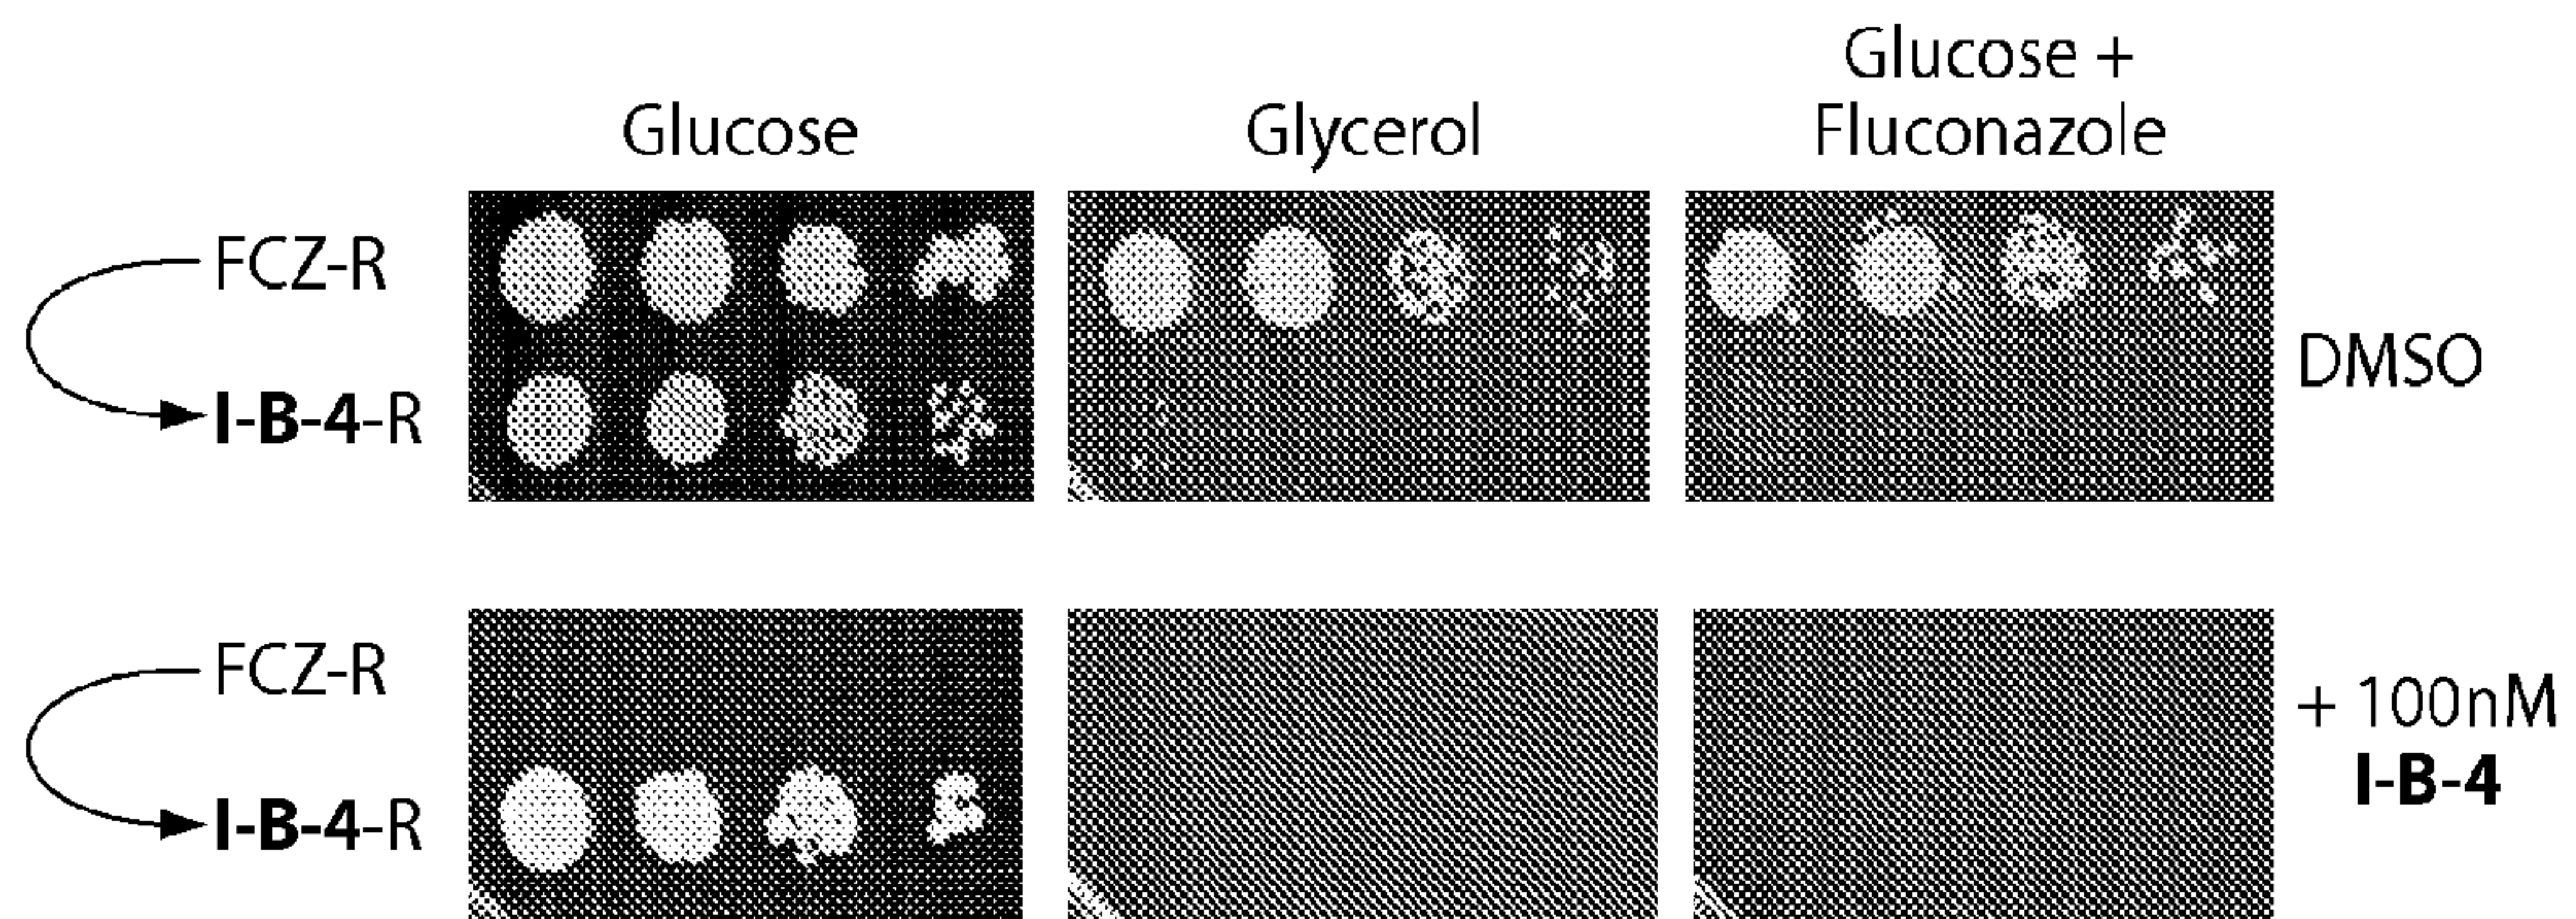 Glucose
Glycerol
Glucose +
Fluconazole
FCZ-R
I-B-4-R
DMSO
FCZ-R
I-B-4-R
+ 100nM
I-B-4